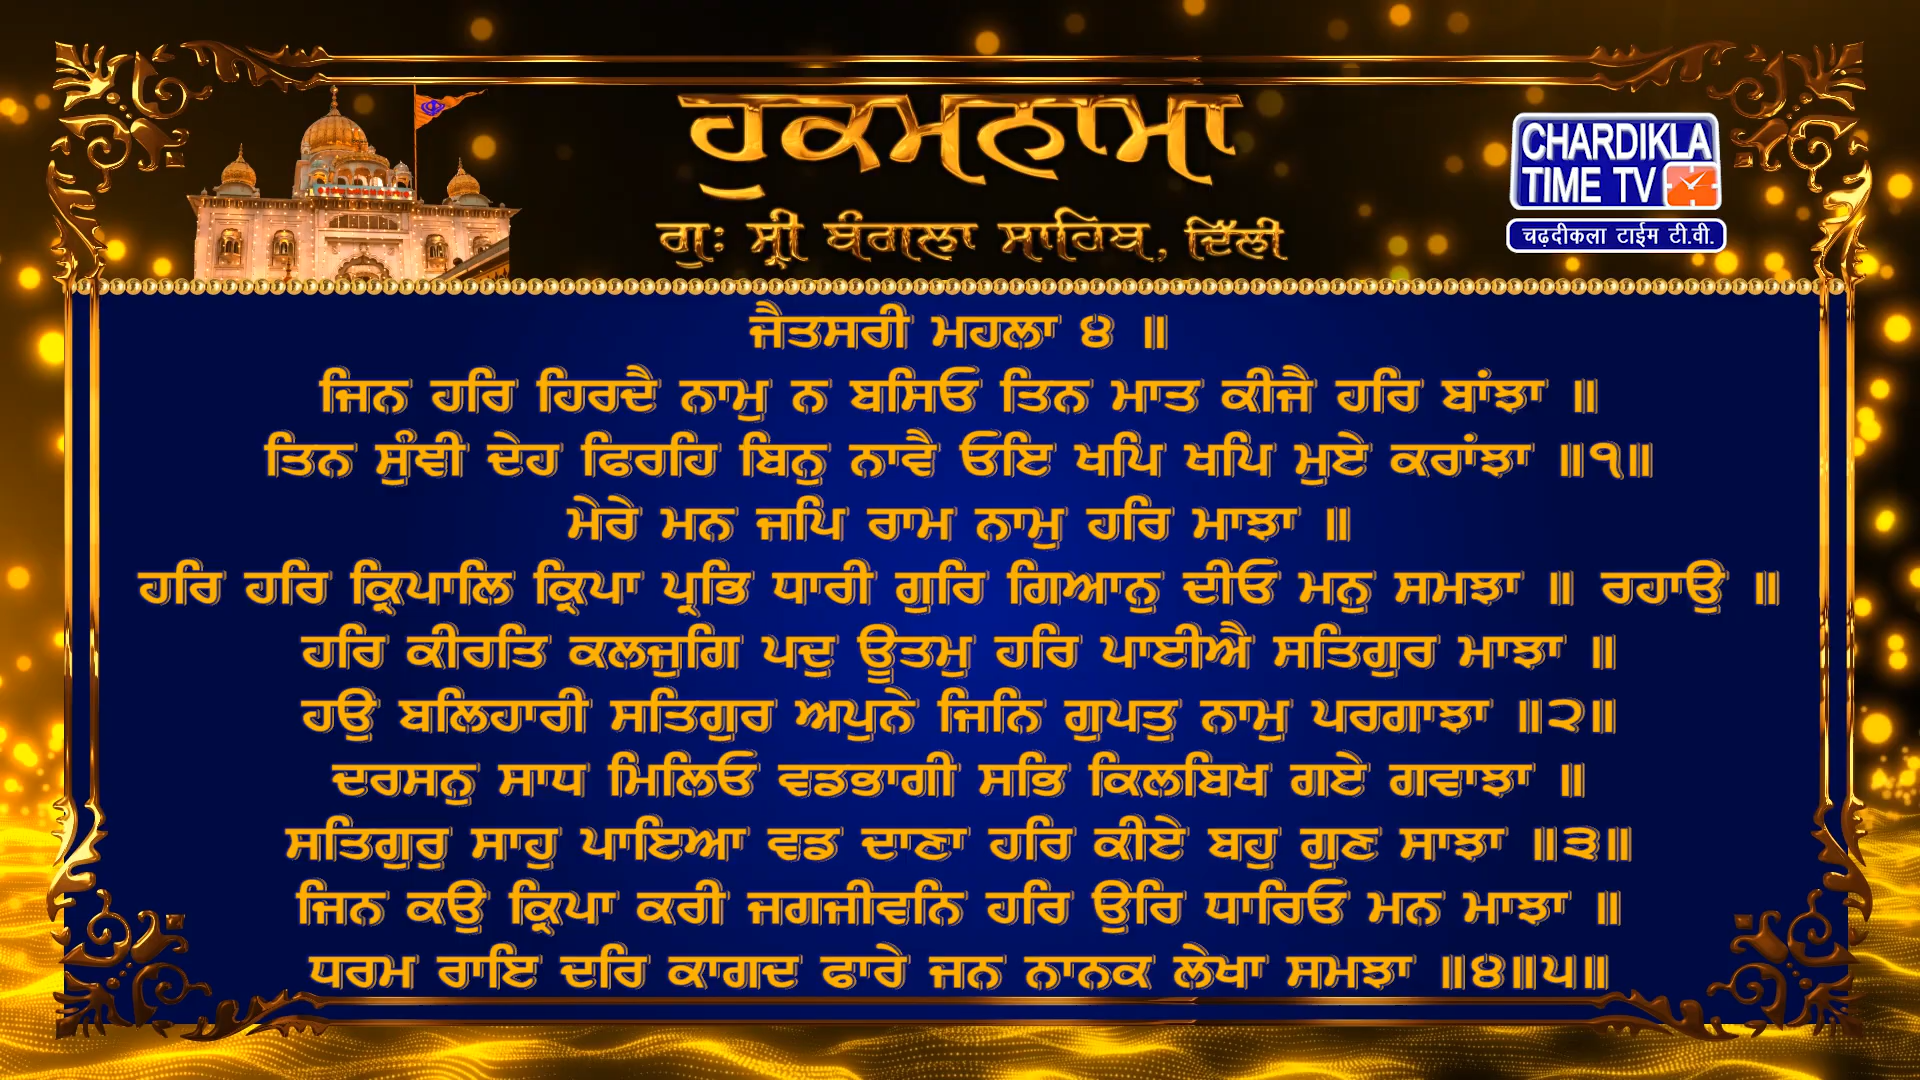 ਹੁਕਮਨਾਮਾ
ਗੁਃ ਸ੍ਰੀ ਬੰਗਲਾ ਸਾਹਿਬ, ਦਿੱਲੀ
CHARDIKLA
TIME TV
चढ़दीकला टाईम टी.वी.
ਜੈਤਸਰੀ ਮਹਲਾ ੪ ॥
ਜਿਨ ਹਰਿ ਹਿਰਦੈ ਨਾਮੁ ਨ ਬਸਿਓ ਤਿਨ ਮਾਤ ਕੀਜੈ ਹਰਿ ਬਾਂਝਾ ॥
ਤਿਨ ਸੁੰਞੀ ਦੇਹ ਫਿਰਹਿ ਬਿਨੁ ਨਾਵੈ ਓਇ ਖਪਿ ਖਪਿ ਮੁਏ ਕਰਾਂਝਾ ॥੧॥
ਮੇਰੇ ਮਨ ਜਪਿ ਰਾਮ ਨਾਮੁ ਹਰਿ ਮਾਝਾ ॥
ਹਰਿ ਹਰਿ ਕ੍ਰਿਪਾਲਿ ਕ੍ਰਿਪਾ ਪ੍ਰਭਿ ਧਾਰੀ ਗੁਰਿ ਗਿਆਨੁ ਦੀਓ ਮਨੁ ਸਮਝਾ ॥ ਰਹਾਉ ॥
ਹਰਿ ਕੀਰਤਿ ਕਲਜੁਗਿ ਪਦੁ ਊਤਮੁ ਹਰਿ ਪਾਈਐ ਸਤਿਗੁਰ ਮਾਝਾ ॥
ਹਉ ਬਲਿਹਾਰੀ ਸਤਿਗੁਰ ਅਪੁਨੇ ਜਿਨਿ ਗੁਪਤੁ ਨਾਮੁ ਪਰਗਾਝਾ ॥੨॥
ਦਰਸਨੁ ਸਾਧ ਮਿਲਿਓ ਵਡਭਾਗੀ ਸਭਿ ਕਿਲਬਿਖ ਗਏ ਗਵਾਝਾ ॥
ਸਤਿਗੁਰੁ ਸਾਹੁ ਪਾਇਆ ਵਡ ਦਾਣਾ ਹਰਿ ਕੀਏ ਬਹੁ ਗੁਣ ਸਾਝਾ ॥੩॥
ਜਿਨ ਕਉ ਕ੍ਰਿਪਾ ਕਰੀ ਜਗਜੀਵਨਿ ਹਰਿ ਉਰਿ ਧਾਰਿਓ ਮਨ ਮਾਝਾ ॥
ਧਰਮ ਰਾਇ ਦਰਿ ਕਾਗਦ ਫਾਰੇ ਜਨ ਨਾਨਕ ਲੇਖਾ ਸਮਝਾ ॥੪॥੫॥